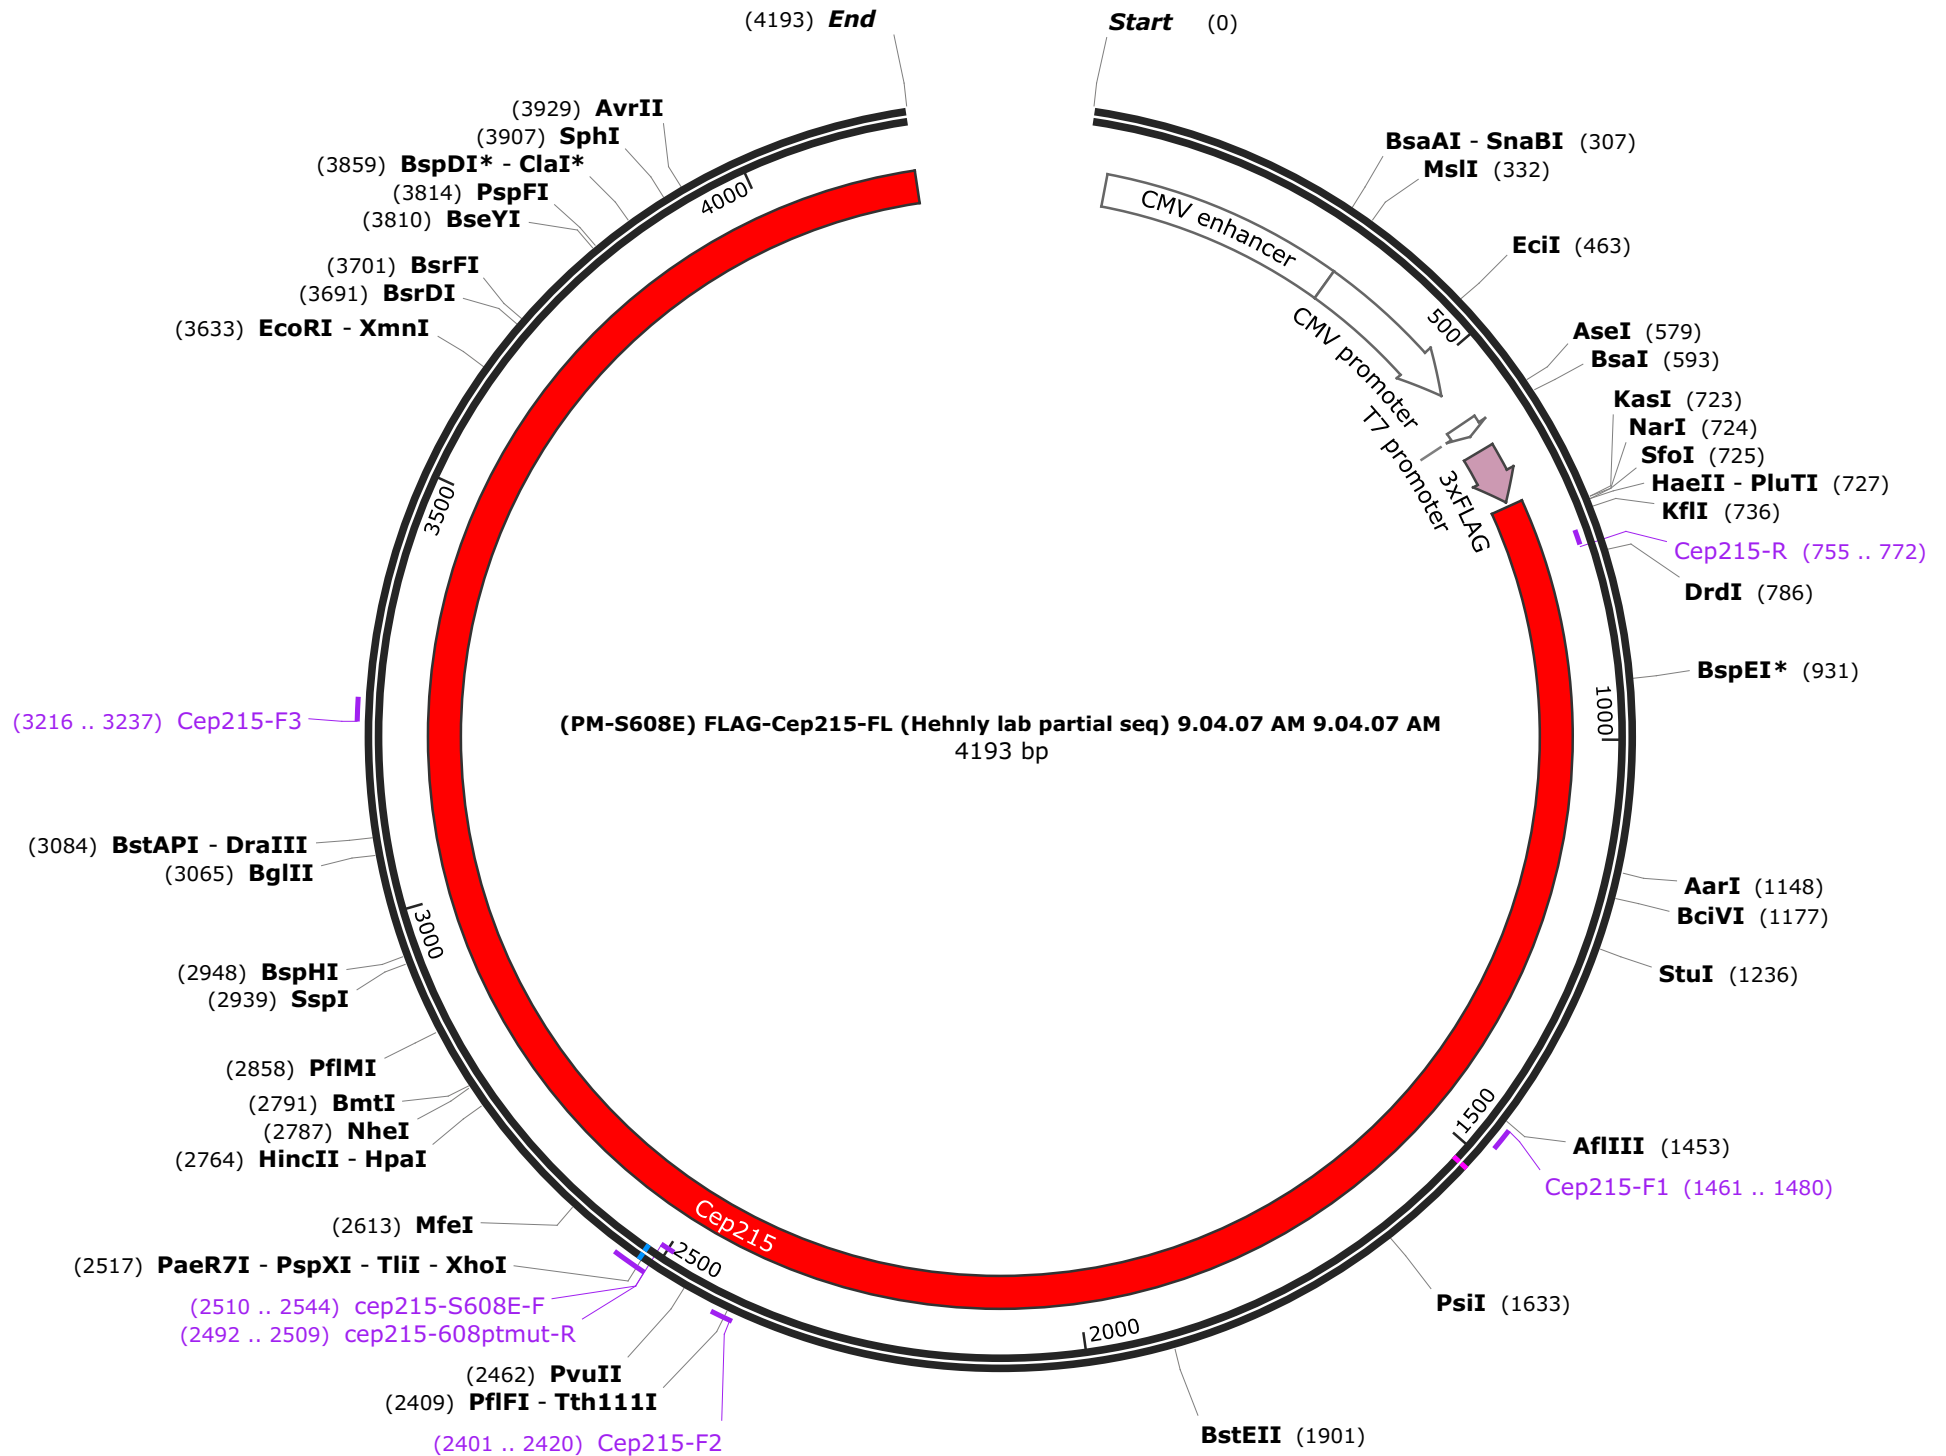 (4193) End
Start (0)
(3929) AvrII
(3907) SphI
(3859) BspDI* - ClaI*
(3814) PspFI
(3810) BseYI
(3701) BsrFI
(3691) BsrDI
(3633) EcoRI - XmnI
(3216 .. 3237) Cep215-F3
(3084) BstAPI - DraIII
(3065) BglII
(2948) BspHI
(2939) SspI
(2858) PflMI
(2791) BmtI
(2787) NheI
(2764) HincII - HpaI
(2613) MfeI
(2517) PaeR7I - PspXI - TliI - XhoI
(2510 .. 2544) cep215-S608E-F
(2492 .. 2509) cep215-608ptmut-R
(2462) PvuII
(2409) PflFI - Tth111I
(2401 .. 2420) Cep215-F2
BsaAI - SnaBI (307)
MslI (332)
EciI (463)
AseI (579)
BsaI (593)
KasI (723)
NarI (724)
SfoI (725)
HaeII - PluTI (727)
KflI (736)
Cep215-R (755 .. 772)
DrdI (786)
BspEI* (931)
AarI (1148)
BciVI (1177)
StuI (1236)
AflIII (1453)
Cep215-F1 (1461 .. 1480)
PsiI (1633)
BstEII (1901)
CMV enhancer
CMV promoter
T7 promoter
3xFLAG
Cep215
500
1000
1500
2000
2500
3000
3500
4000
(PM-S608E) FLAG-Cep215-FL (Hehnly lab partial seq) 9.04.07 AM 9.04.07 AM
4193 bp